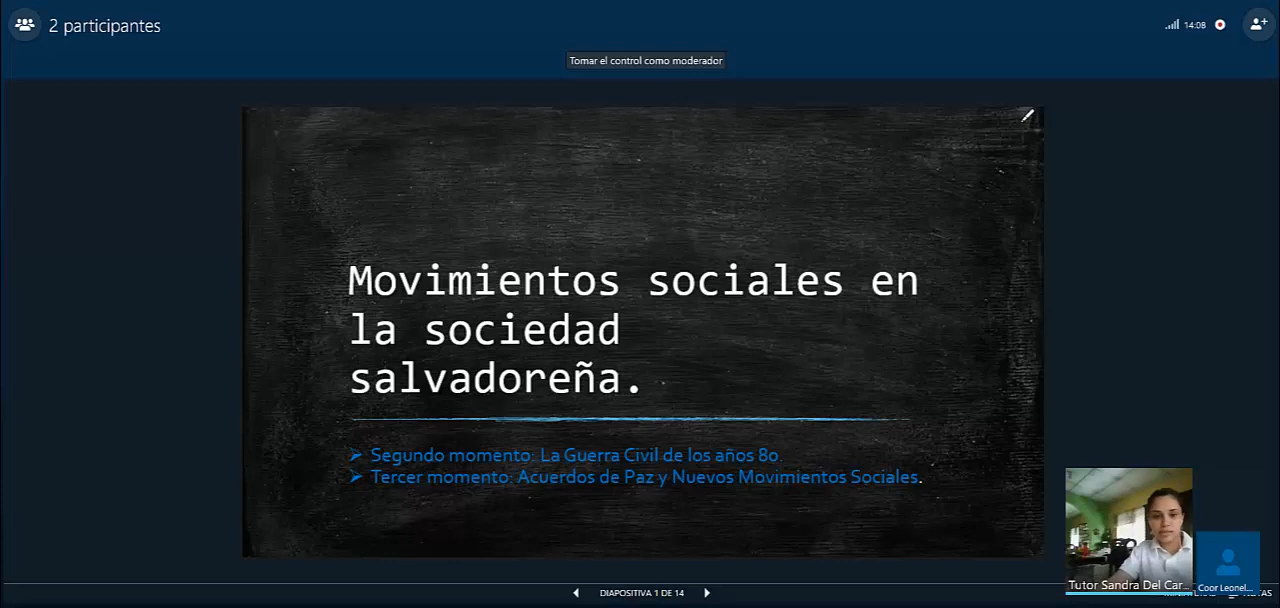 2 participantes
14:08
Tomar el control como moderador
Movimientos sociales en
la sociedad
salvadoreña.
Segundo momento: La Guerra Civil de los años 80.
Tercer momento: Acuerdos de Paz y Nuevos Movimientos Sociales.
Tutor Sandra Del Car...
Coor Leonel...
DIAPOSITIVA 1 DE 14